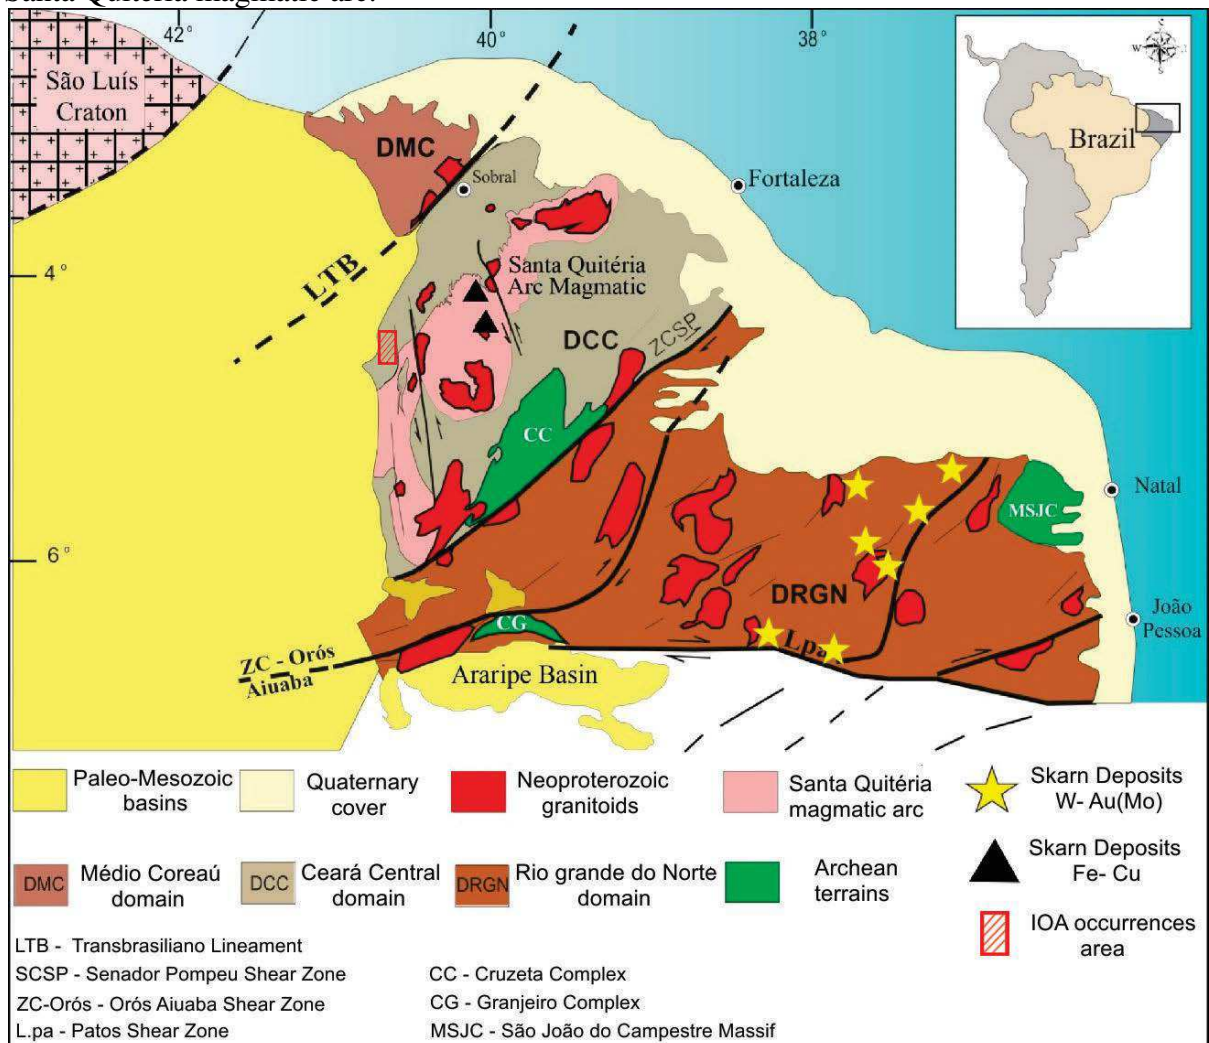 Santa Quitéria magmatic arc.
42°
40°
38°
São Luís
Craton
DMC
Sobral
Fortaleza
W
Brazil
4°
LTB
Santa Quitéria
Arc Magmatic
DCC
ZCSP
CC
Natal
MSJC
6°
DRGN
João
Pessoa
CG
Lpa
ZC - Orós
Aiuaba
Araripe Basin
Paleo-Mesozoic
basins
Quaternary
cover
Neoproterozoic
granitoids
Santa Quitéria
magmatic arc
Skarn Deposits
W- Au(Mo)
DMC
Médio Coreaú
domain
DCC
Ceará Central
domain
DRGN
Rio grande do Norte
domain
Archean
terrains
Skarn Deposits
Fe- Cu
IOA occurrences
area
LTB - Transbrasiliano Lineament
SCSP - Senador Pompeu Shear Zone
CC - Cruzeta Complex
ZC-Orós - Orós Aiuaba Shear Zone
CG - Granjeiro Complex
L.pa - Patos Shear Zone
MSJC - São João do Campestre Massif